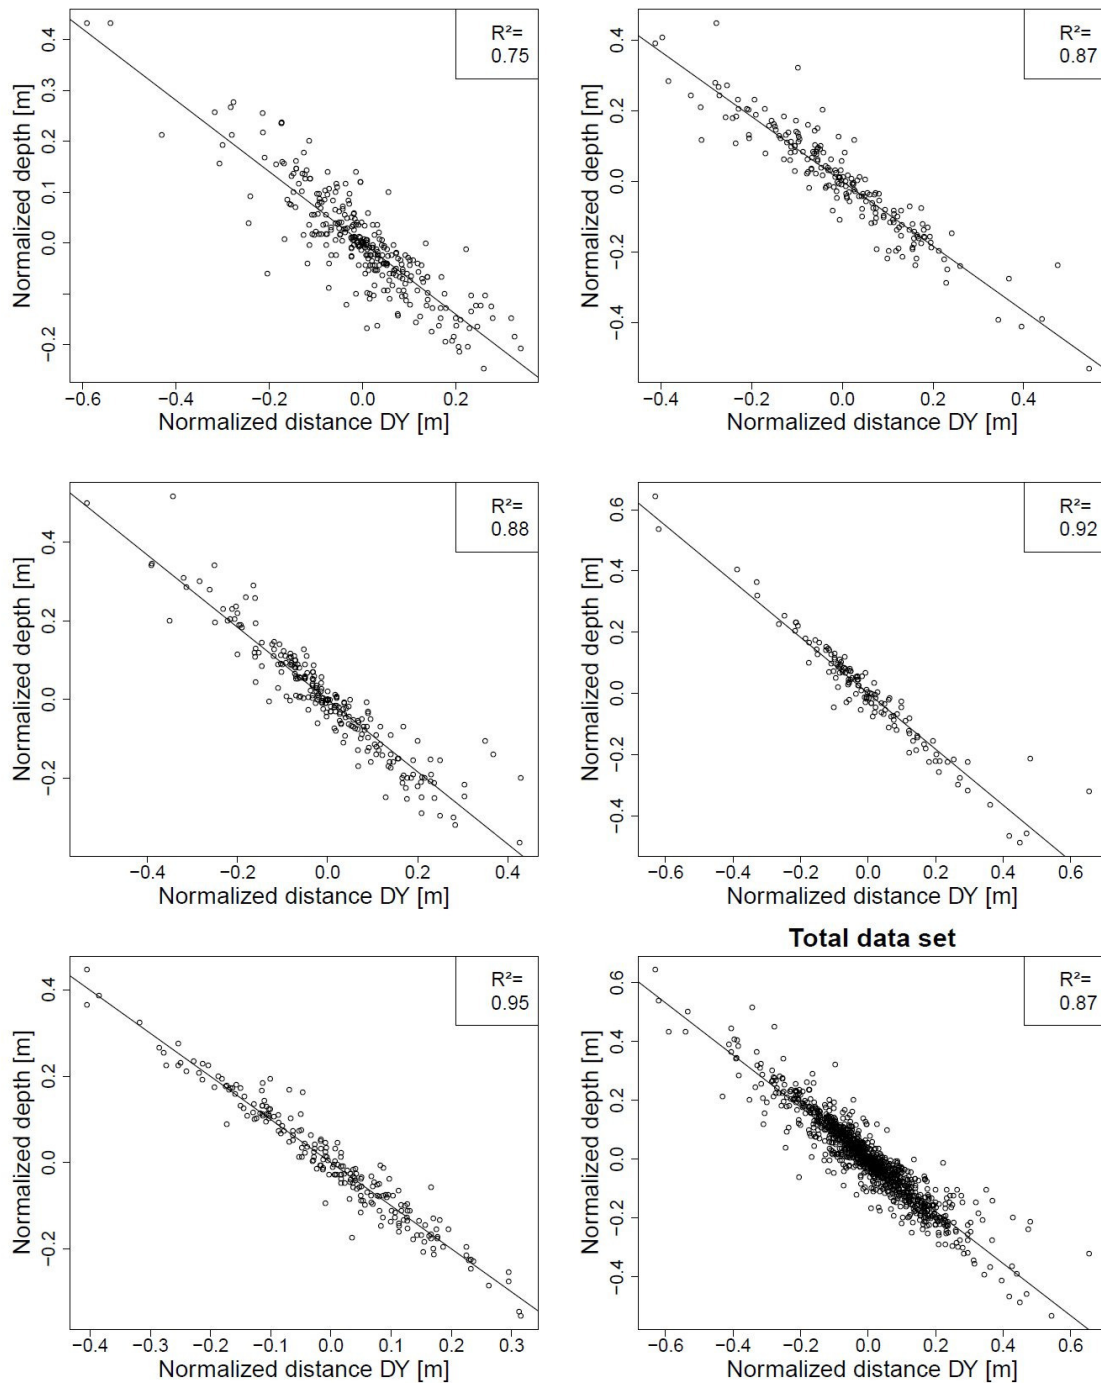 R²=
0.75
0.4
0.3
0.2
0.1
0.0
−0.2
Normalized depth [m]
−0.6 −0.4 −0.2 0.0 0.2
Normalized distance DY [m]
R²=
0.87
0.4
0.2
0.0
−0.2
−0.4
Normalized depth [m]
−0.4 −0.2 0.0 0.2 0.4
Normalized distance DY [m]
R²=
0.88
0.4
0.2
0.0
−0.2
Normalized depth [m]
−0.4 −0.2 0.0 0.2 0.4
Normalized distance DY [m]
R²=
0.92
0.6
0.4
0.2
0.0
−0.2
−0.4
Normalized depth [m]
−0.6 −0.4 −0.2 0.0 0.2 0.4 0.6
Normalized distance DY [m]
R²=
0.95
0.4
0.2
0.0
−0.2
Normalized depth [m]
−0.4 −0.3 −0.2 −0.1 0.0 0.1 0.2 0.3
Normalized distance DY [m]
Total data set
R²=
0.87
0.6
0.4
0.2
0.0
−0.2
−0.4
Normalized depth [m]
−0.6 −0.4 −0.2 0.0 0.2 0.4 0.6
Normalized distance DY [m]